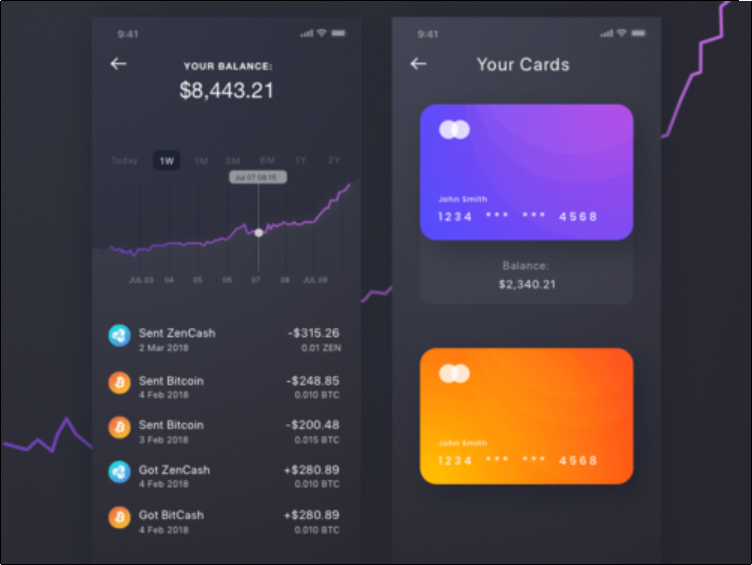 9:41
YOUR BALANCE:
$8,443.21
Today 1W 1M 3M 6M 1Y 2Y
Jul 07 08:15
JUL 03 04 05 06 07 08 JUL 09
Sent ZenCash -$315.26
2 Mar 2018 0.01 ZEN
Sent Bitcoin -$248.85
4 Feb 2018 0.010 BTC
Sent Bitcoin -$200.48
3 Feb 2018 0.015 BTC
Got ZenCash +$280.89
4 Feb 2018 0.010 BTC
Got BitCash +$280.89
4 Feb 2018 0.010 BTC
9:41
Your Cards
John Smith
1234 *** *** 4568
Balance:
$2,340.21
John Smith
1234 *** *** 4568